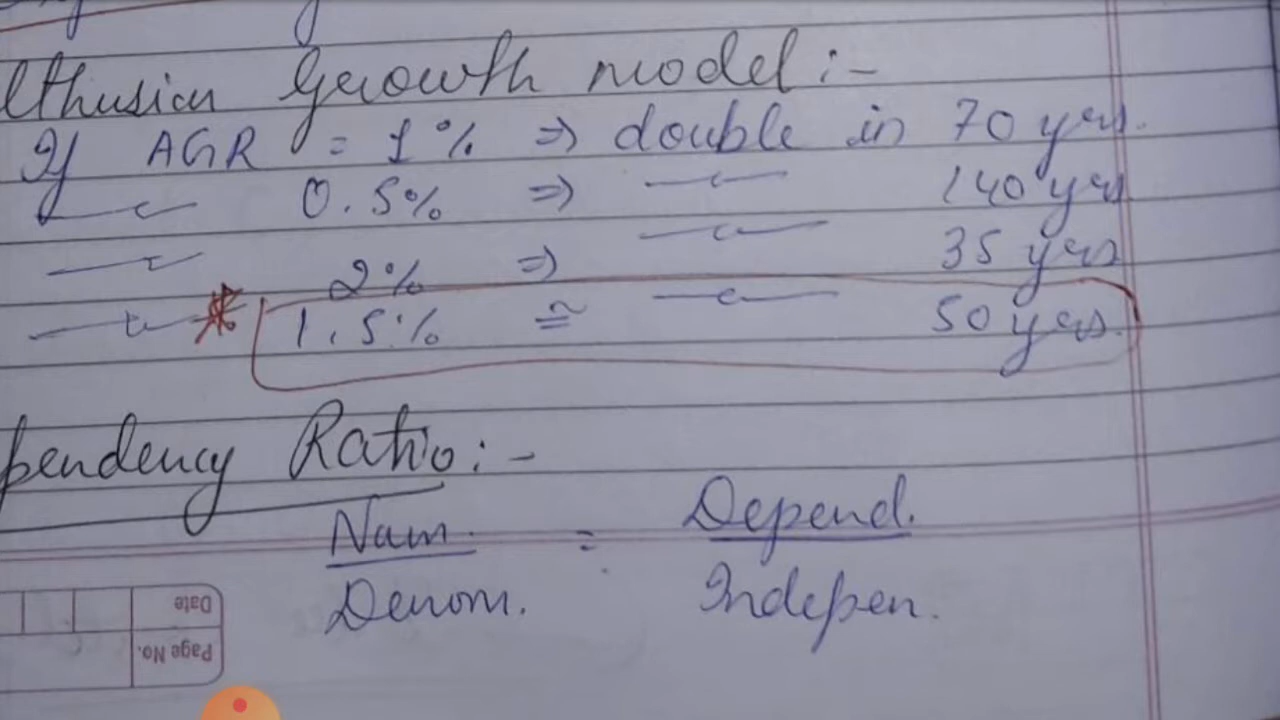 lthusian Growth model :-
If AGR = 1% => double in 70 yrs.
0.5% => 140 yrs
2% => 35 yrs
* 1.5% ≅ 50 yrs.
pendency Ratio :-
Num. = Depend.
Denom. Indepen.
Date
Page No.